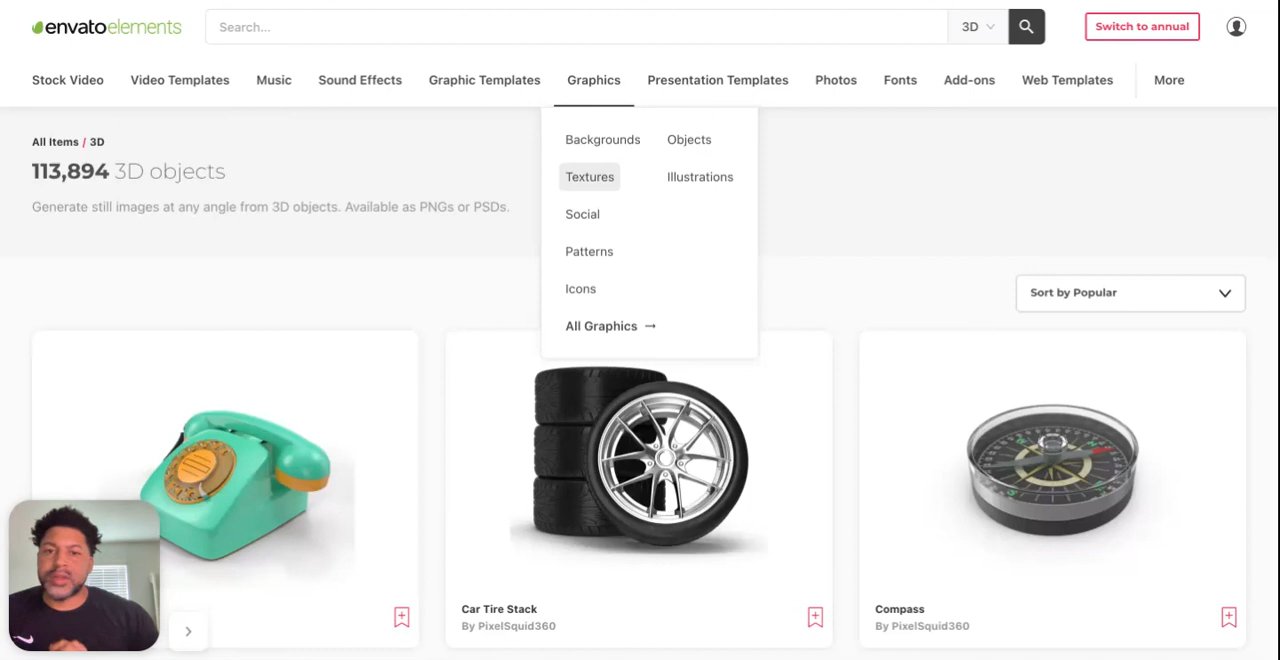 envatoelements
Search...
3D
Switch to annual
Stock Video
Video Templates
Music
Sound Effects
Graphic Templates
Graphics
Presentation Templates
Photos
Fonts
Add-ons
Web Templates
More
All Items / 3D
113,894 3D objects
Generate still images at any angle from 3D objects. Available as PNGs or PSDs.
Backgrounds
Objects
Textures
Illustrations
Social
Patterns
Icons
All Graphics →
Sort by Popular
Car Tire Stack
By PixelSquid360
Compass
By PixelSquid360